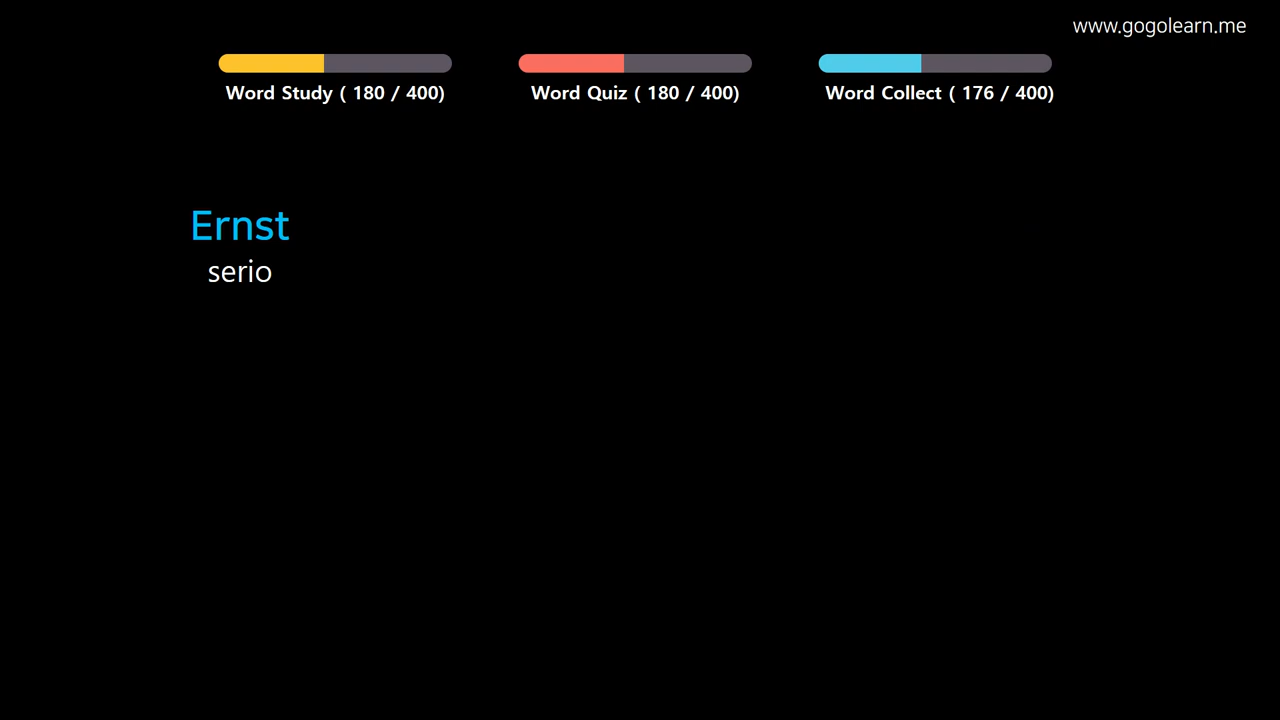 www.gogolearn.me
Word Study ( 180 / 400)
Word Quiz ( 180 / 400)
Word Collect ( 176 / 400)
Ernst
serio